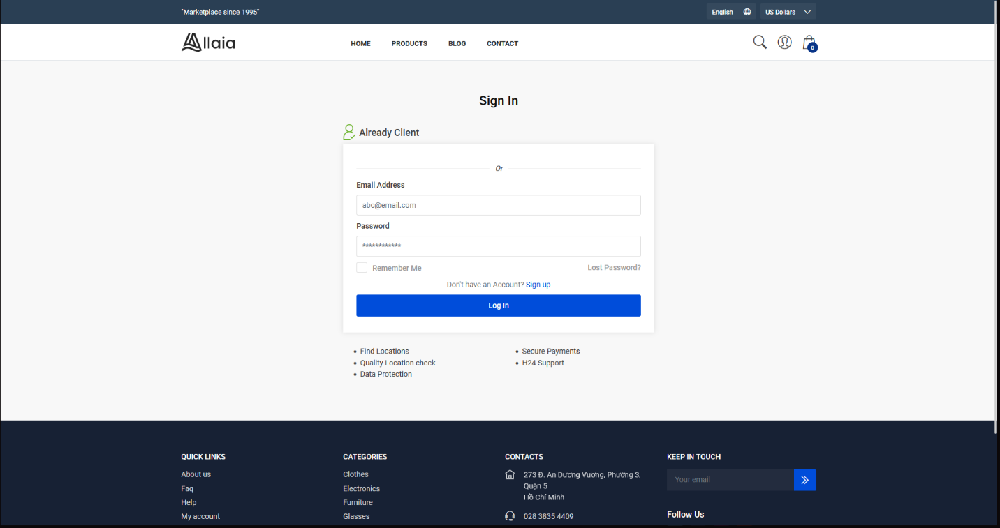 "Marketplace since 1995"
English
US Dollars
Allaia
HOME
PRODUCTS
BLOG
CONTACT
0
Sign In
Already Client
Or
Email Address
abc@email.com
Password
************
Remember Me
Lost Password?
Don't have an Account? Sign up
Log In
Find Locations
Quality Location check
Data Protection
Secure Payments
H24 Support
QUICK LINKS
About us
Faq
Help
My account
CATEGORIES
Clothes
Electronics
Furniture
Glasses
CONTACTS
273 Đ. An Dương Vương, Phường 3,
Quận 5
Hồ Chí Minh
028 3835 4409
KEEP IN TOUCH
Your email
Follow Us